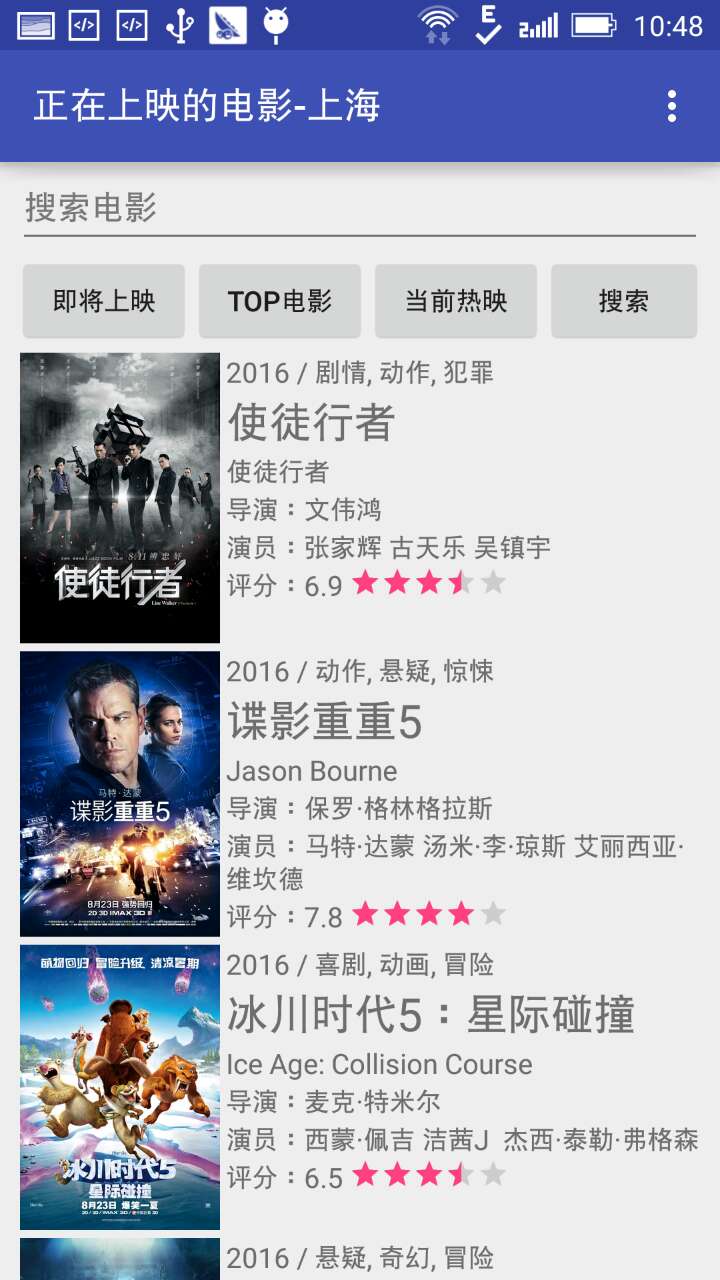 10:48
正在上映的电影-上海
搜索电影
即将上映 TOP电影 当前热映 搜索
2016 / 剧情, 动作, 犯罪
使徒行者
使徒行者
导演：文伟鸿
演员：张家辉 古天乐 吴镇宇
评分：6.9
8/11 辨忠奸
使徒行者
Line Walker
2016 / 动作, 悬疑, 惊悚
谍影重重5
Jason Bourne
导演：保罗·格林格拉斯
演员：马特·达蒙 汤米·李·琼斯 艾丽西亚·
维坎德
评分：7.8
马特·达蒙
谍影重重5
8月23日 强势回归
2D 3D IMAX 3D
2016 / 喜剧, 动画, 冒险
冰川时代5：星际碰撞
Ice Age: Collision Course
导演：麦克·特米尔
演员：西蒙·佩吉 洁茜J 杰西·泰勒·弗格森
评分：6.5
萌物回归 冒险升级 清凉暑期
冰川时代5
星际碰撞
8月23日 爆笑一夏
2016 / 悬疑, 奇幻, 冒险